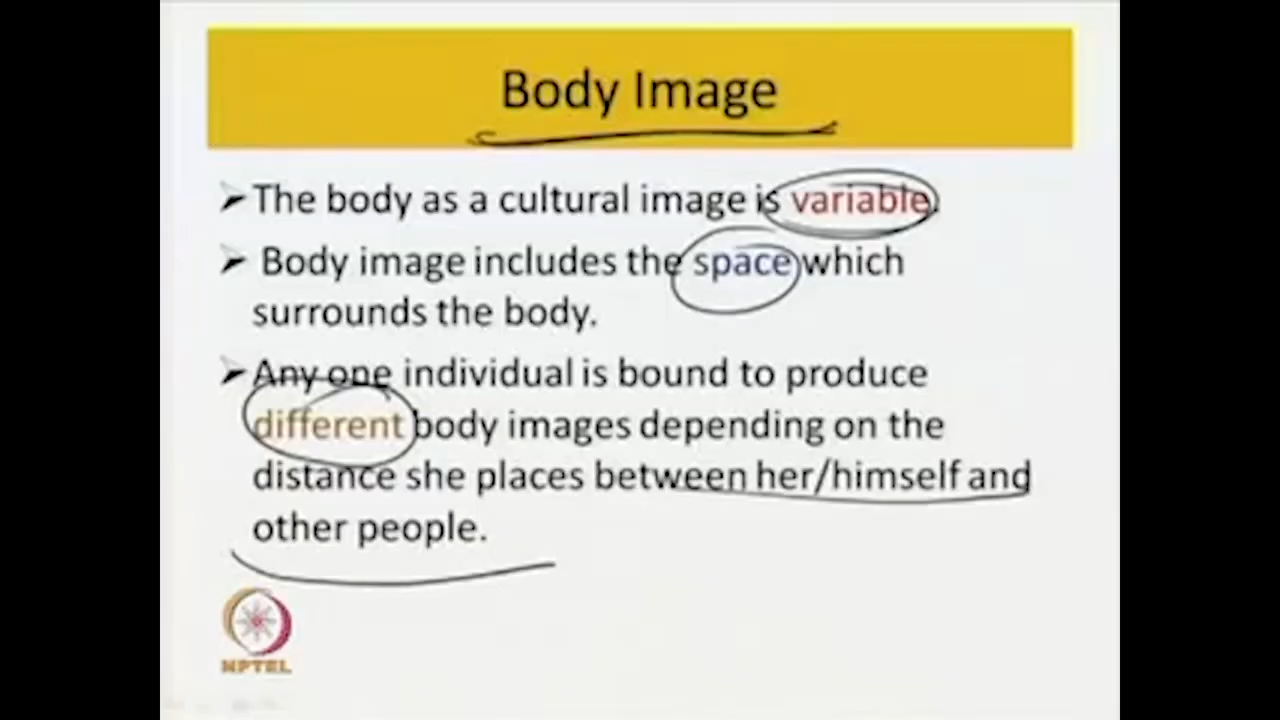 Body Image
The body as a cultural image is variable.
Body image includes the space which
surrounds the body.
Any one individual is bound to produce
different body images depending on the
distance she places between her/himself and
other people.
NPTEL